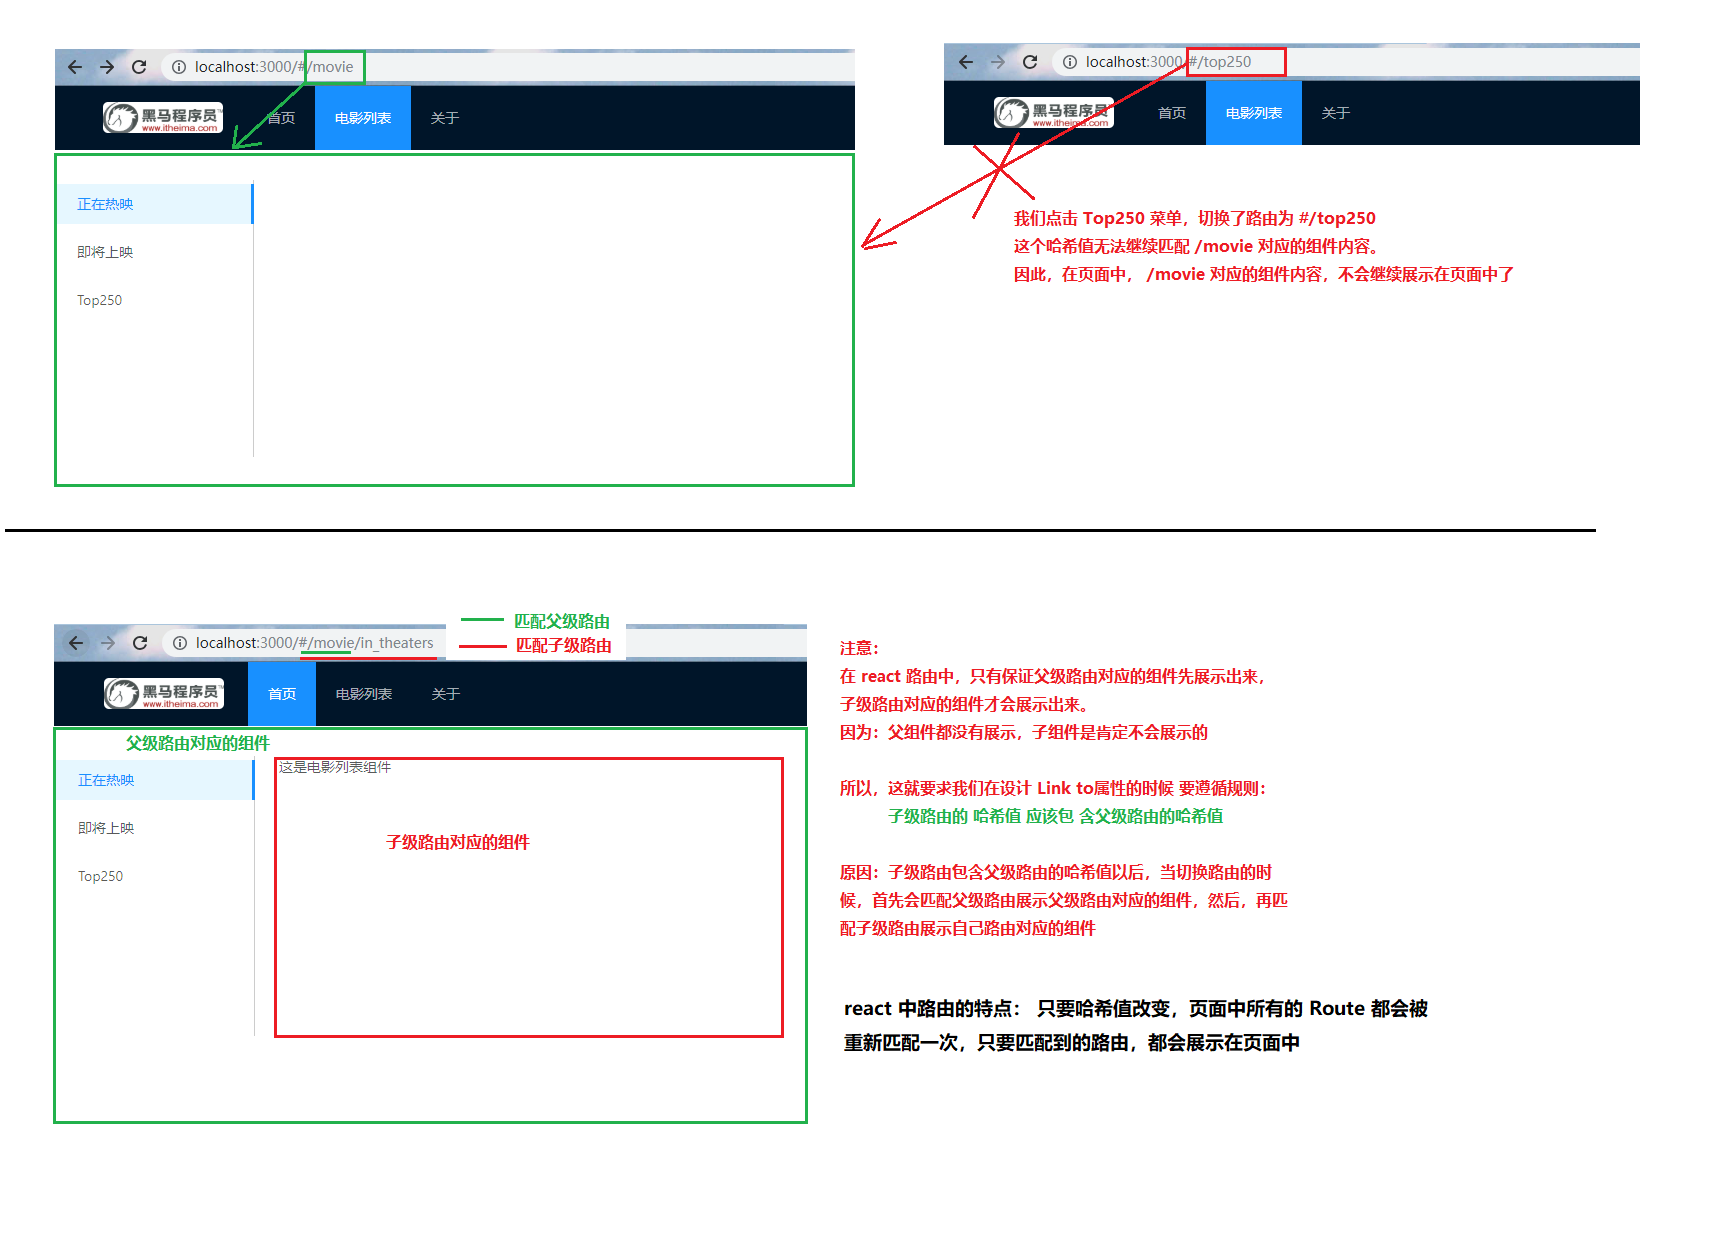 localhost:3000/#/movie
黑马程序员™
www.itheima.com
首页
电影列表
关于
正在热映
即将上映
Top250
localhost:3000/#/top250
黑马程序员™
www.itheima.com
首页
电影列表
关于
我们点击 Top250 菜单，切换了路由为 #/top250
这个哈希值无法继续匹配 /movie 对应的组件内容。
因此，在页面中， /movie 对应的组件内容，不会继续展示在页面中了
localhost:3000/#/movie/in_theaters
匹配父级路由
匹配子级路由
黑马程序员™
www.itheima.com
首页
电影列表
关于
父级路由对应的组件
正在热映
即将上映
Top250
这是电影列表组件
子级路由对应的组件
注意：
在 react 路由中，只有保证父级路由对应的组件先展示出来，
子级路由对应的组件才会展示出来。
因为：父组件都没有展示，子组件是肯定不会展示的
所以，这就要求我们在设计 Link to属性的时候 要遵循规则：
子级路由的 哈希值 应该包 含父级路由的哈希值
原因：子级路由包含父级路由的哈希值以后，当切换路由的时
候，首先会匹配父级路由展示父级路由对应的组件，然后，再匹
配子级路由展示自己路由对应的组件
react 中路由的特点： 只要哈希值改变，页面中所有的 Route 都会被
重新匹配一次，只要匹配到的路由，都会展示在页面中